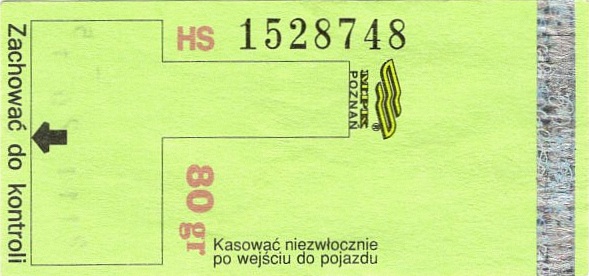 HS 1528748
Zachować do kontroli
MPK
POZNAŃ
®
80 gr
Kasować niezwłocznie
po wejściu do pojazdu